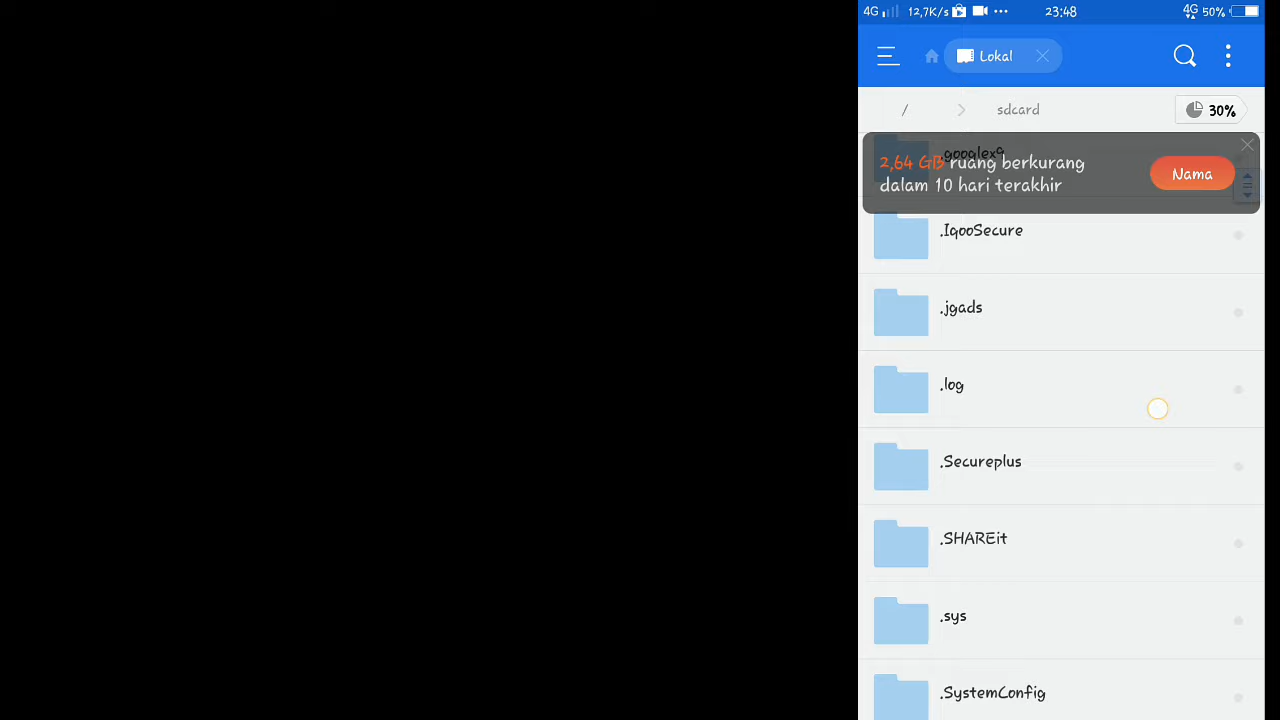 4G 12,7K/s 23:48 4G 50%
Lokal
/ sdcard 30%
.googlex9
2,64 GB ruang berkurang
dalam 10 hari terakhir
Nama
.IqooSecure
.jgads
.log
.Secureplus
.SHAREit
.sys
.SystemConfig